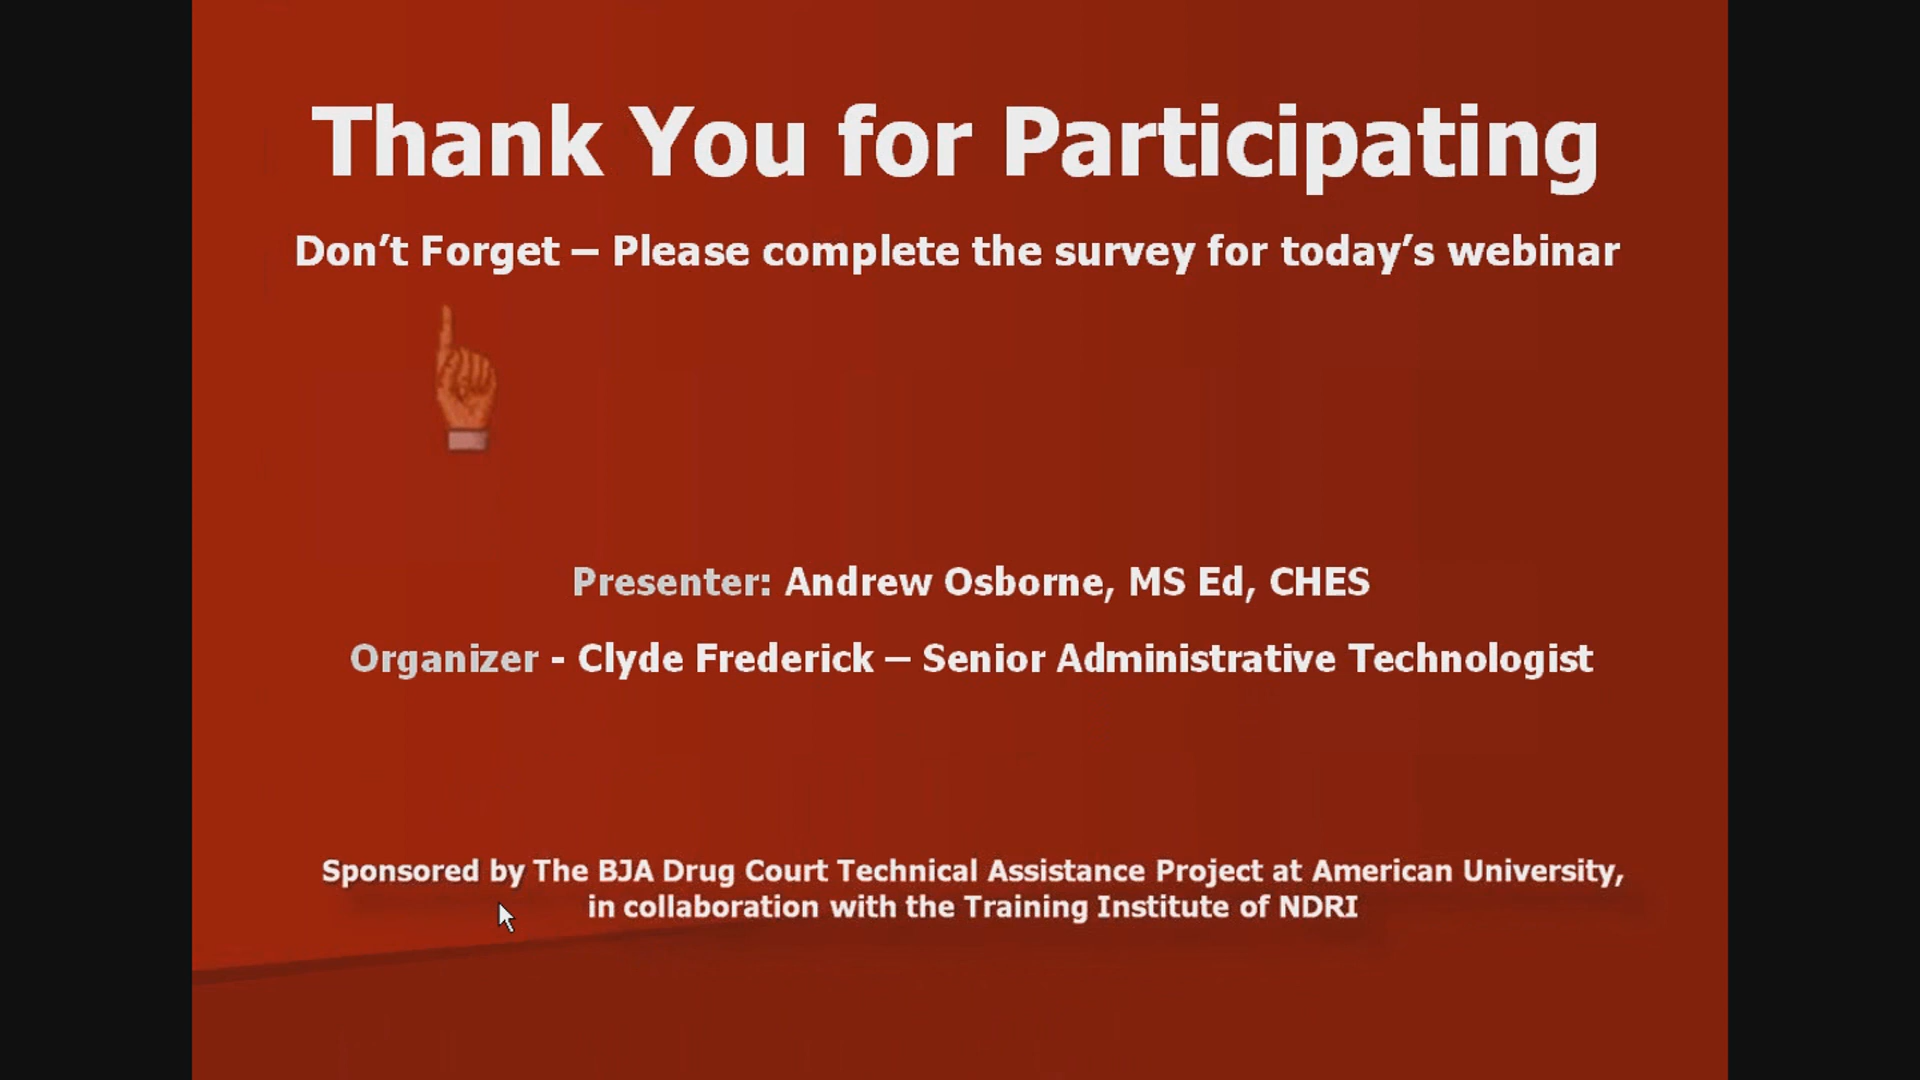 Thank You for Participating
Don’t Forget – Please complete the survey for today’s webinar
Presenter: Andrew Osborne, MS Ed, CHES
Organizer - Clyde Frederick – Senior Administrative Technologist
Sponsored by The BJA Drug Court Technical Assistance Project at American University,
in collaboration with the Training Institute of NDRI